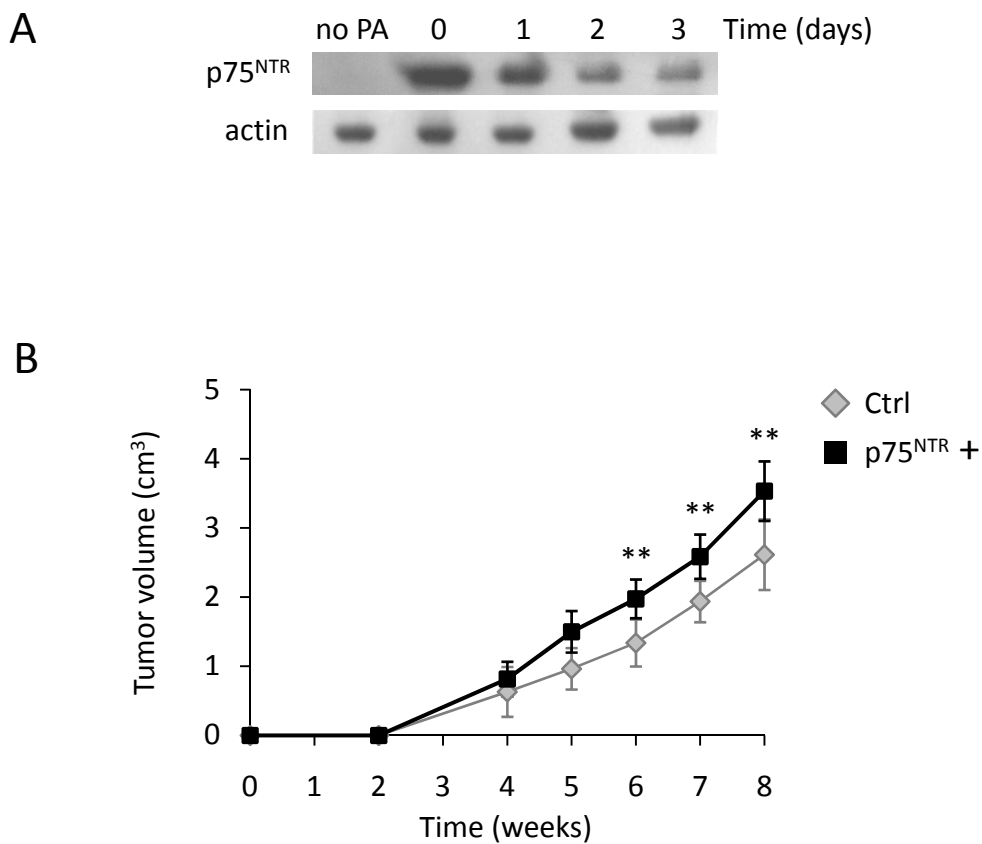 A
no PA 0 1 2 3 Time (days)
p75NTR
actin
B
5
4
3
2
1
0
Tumor volume (cm3)
** ** **
0 1 2 3 4 5 6 7 8
Time (weeks)
Ctrl
p75NTR +